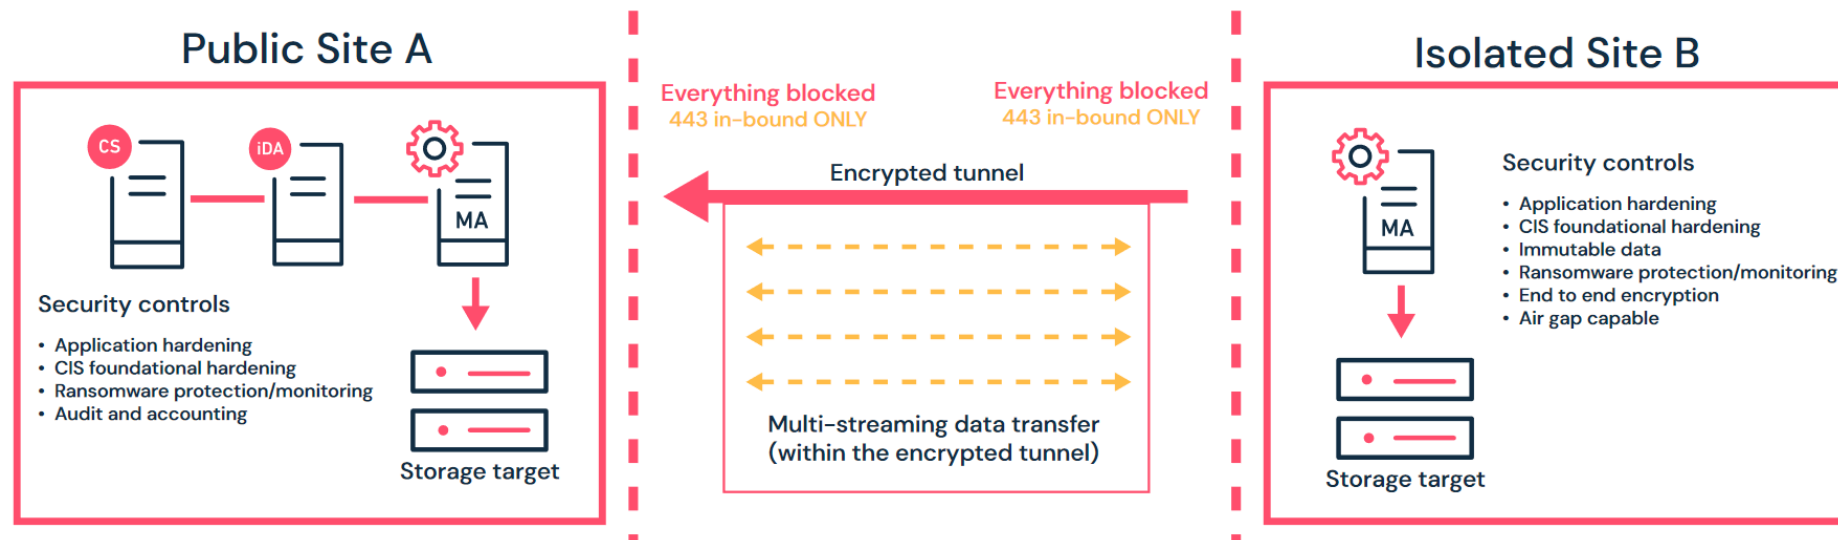 Public Site A
CS
iDA
MA
Security controls
• Application hardening
• CIS foundational hardening
• Ransomware protection/monitoring
• Audit and accounting
Storage target
Everything blocked
443 in-bound ONLY
Everything blocked
443 in-bound ONLY
Encrypted tunnel
Multi-streaming data transfer
(within the encrypted tunnel)
Isolated Site B
MA
Security controls
• Application hardening
• CIS foundational hardening
• Immutable data
• Ransomware protection/monitoring
• End to end encryption
• Air gap capable
Storage target